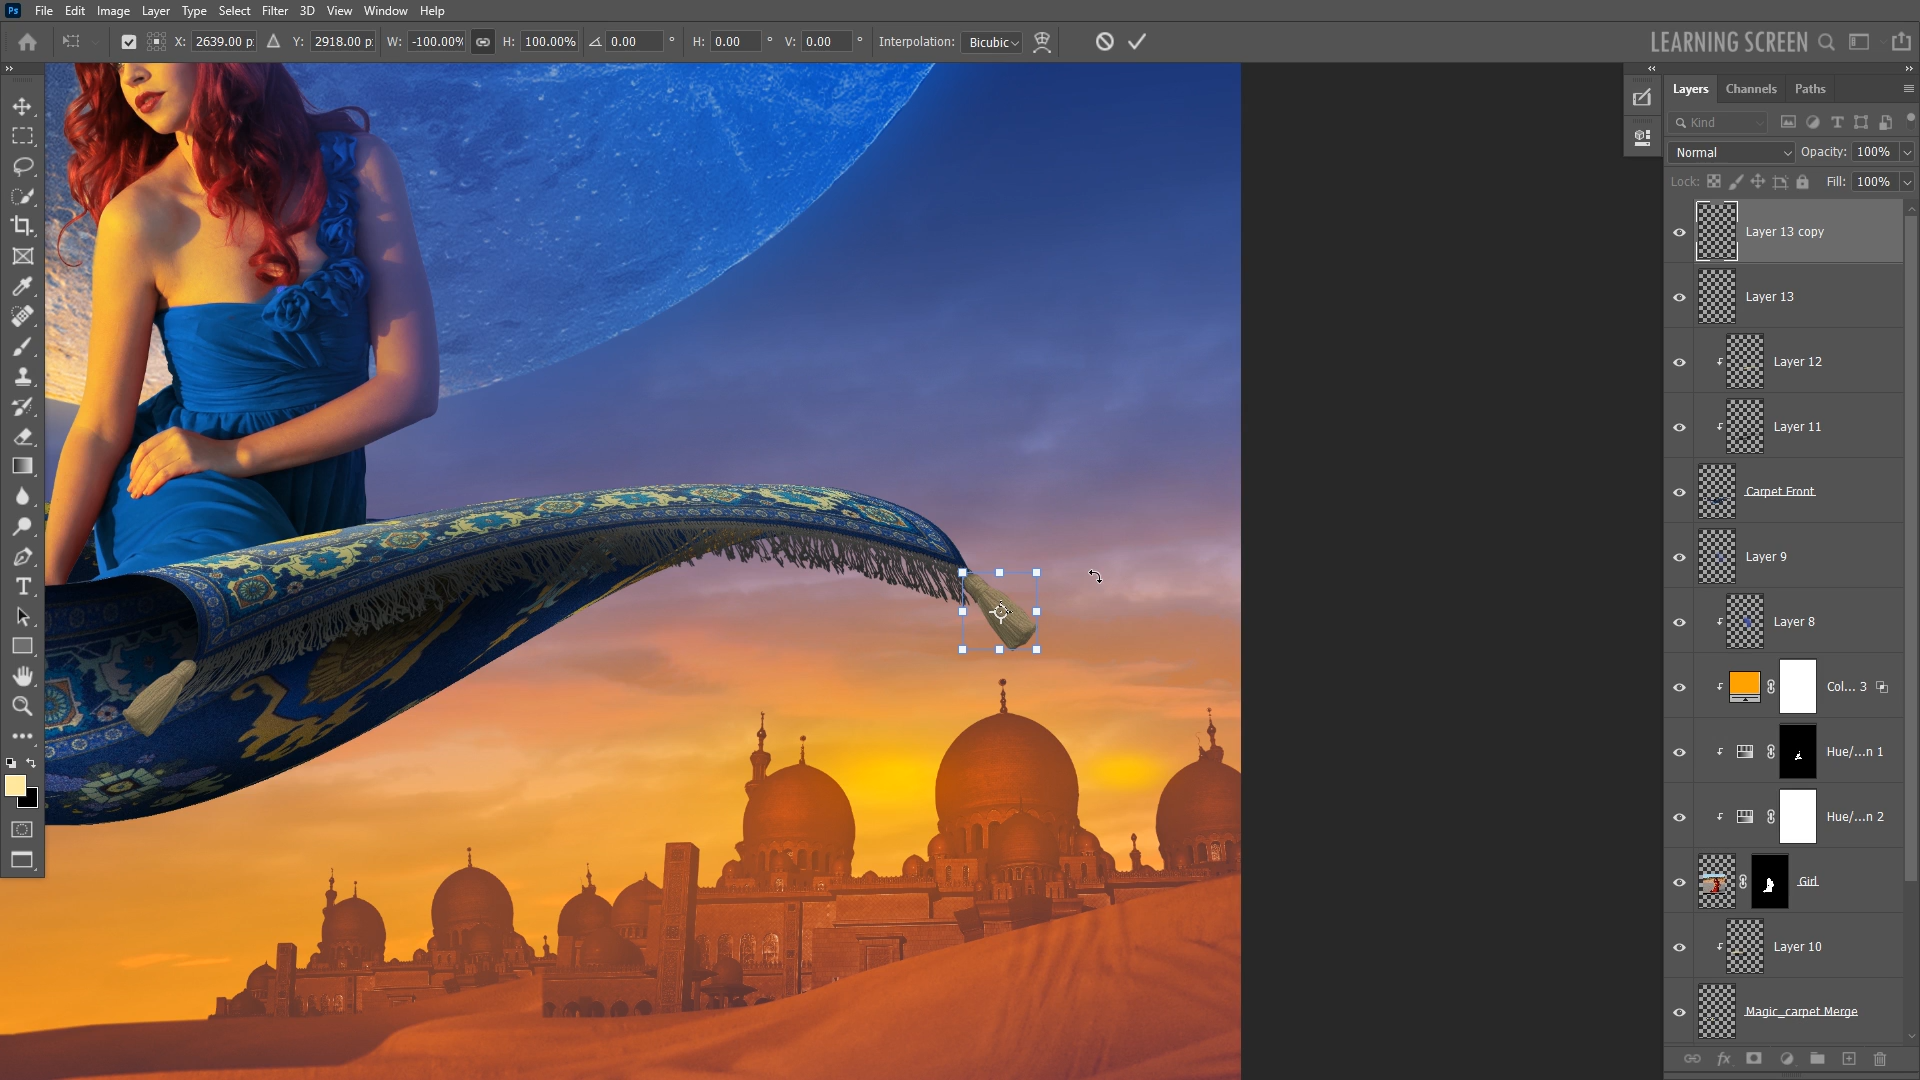 Ps File Edit Image Layer Type Select Filter 3D View Window Help
X: 2639.00 p: Y: 2918.00 p: W: -100.00% H: 100.00% 0.00 ° H: 0.00 ° V: 0.00 ° Interpolation: Bicubic
LEARNING SCREEN
Layers Channels Paths
Kind
Normal Opacity: 100%
Lock: Fill: 100%
Layer 13 copy
Layer 13
Layer 12
Layer 11
Carpet Front
Layer 9
Layer 8
Col... 3
Hue/...n 1
Hue/...n 2
Girl
Layer 10
Magic_carpet Merge
fx